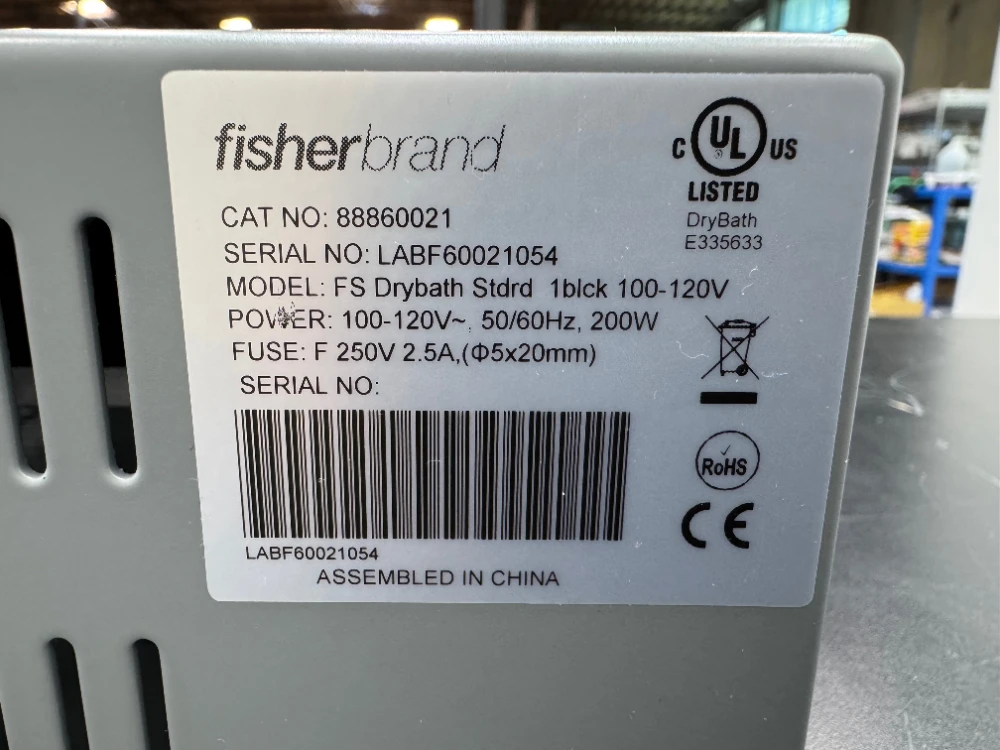 fisherbrand
C UL US
LISTED
DryBath
E335633
CAT NO: 88860021
SERIAL NO: LABF60021054
MODEL: FS Drybath Stdrd 1blck 100-120V
POWER: 100-120V~, 50/60Hz, 200W
FUSE: F 250V 2.5A,(Φ5x20mm)
SERIAL NO:
RoHS
CE
LABF60021054
ASSEMBLED IN CHINA